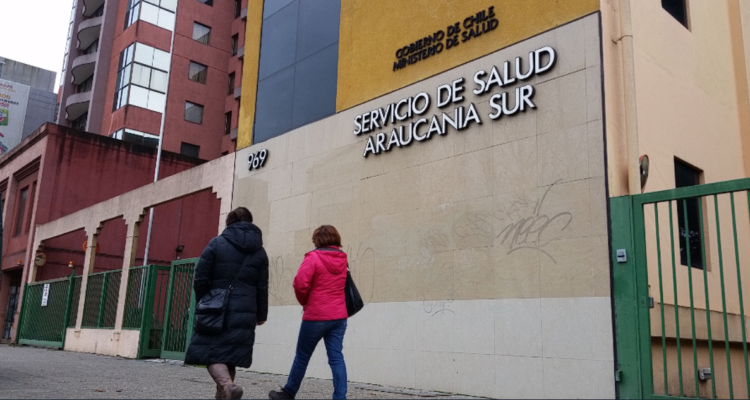 GOBIERNO DE CHILE
MINISTERIO DE SALUD
SERVICIO DE SALUD
ARAUCANIA SUR
969